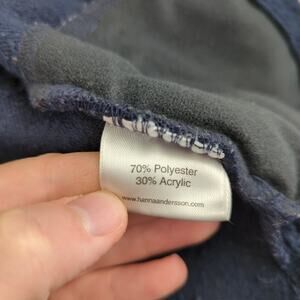 70% Polyester
30% Acrylic
www.hannaandersson.com